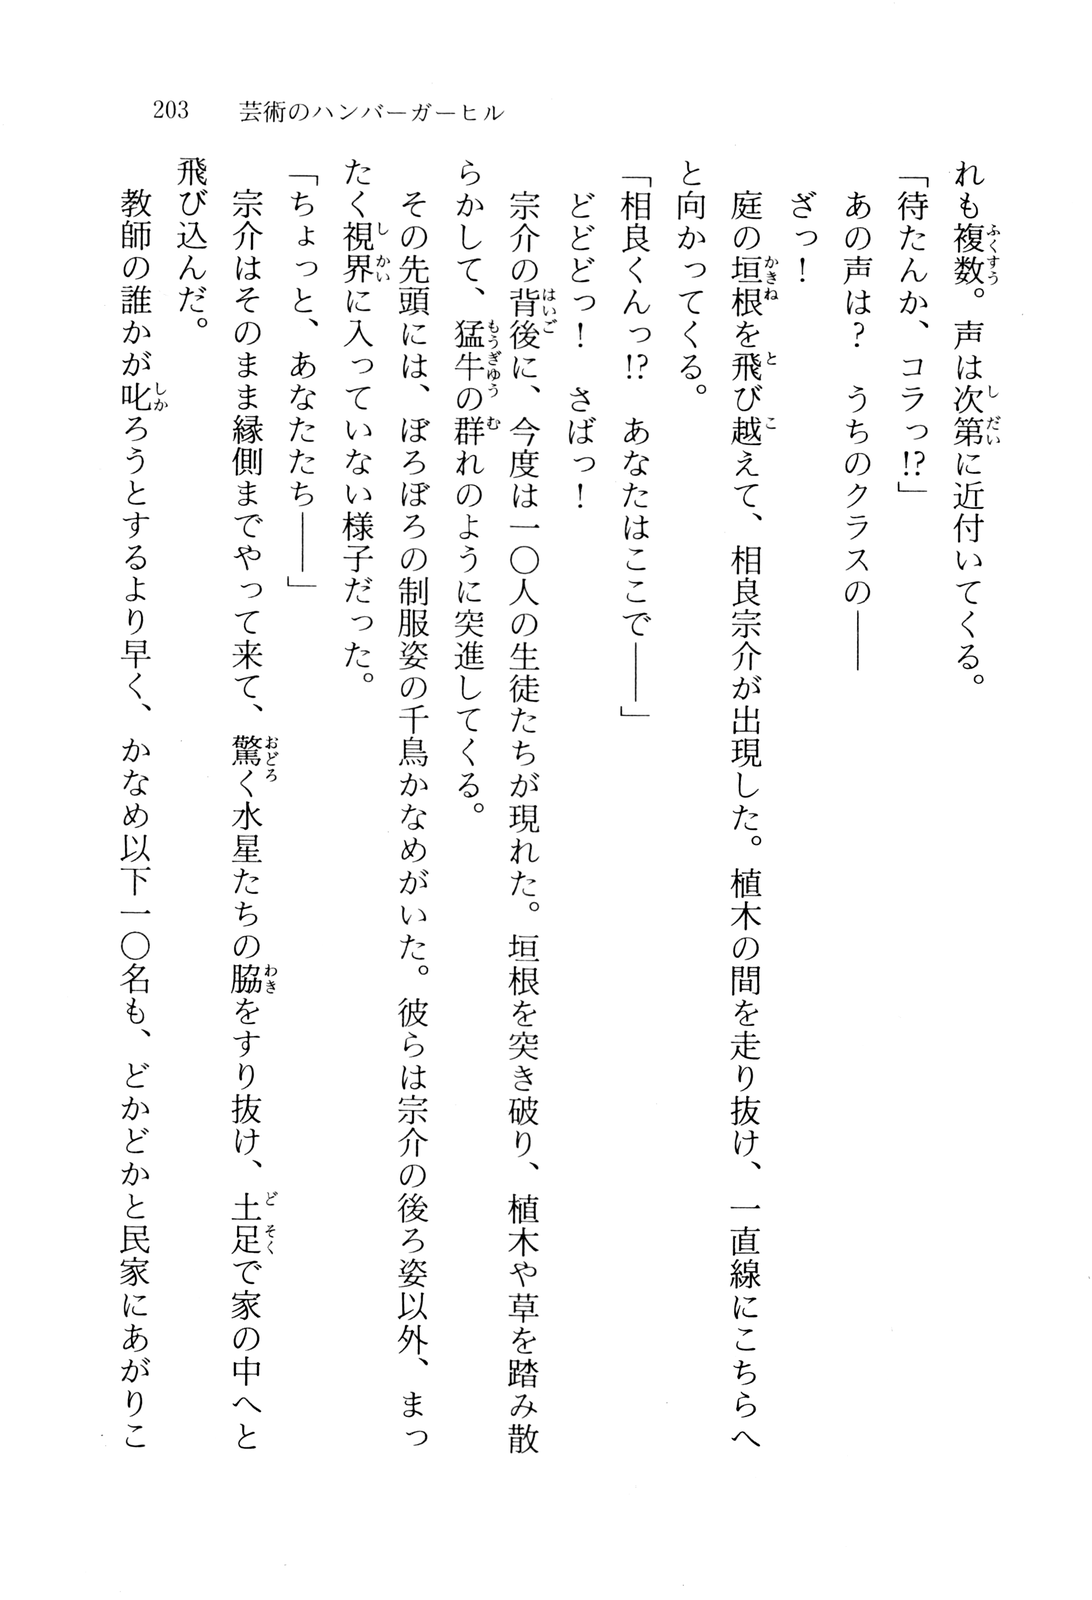 203　芸術のハンバーガーヒル
れも複数。声は次第に近付いてくる。
「待たんか、コラっ!?」
あの声は？　うちのクラスの――
ざっ！
庭の垣根を飛び越えて、相良宗介が出現した。植木の間を走り抜け、一直線にこちらへ
と向かってくる。
「相良くんっ!?　あなたはここで――」
どどどっ！　さばっ！
宗介の背後に、今度は一〇人の生徒たちが現れた。垣根を突き破り、植木や草を踏み散
らかして、猛牛の群れのように突進してくる。
その先頭には、ぼろぼろの制服姿の千鳥かなめがいた。彼らは宗介の後ろ姿以外、まっ
たく視界に入っていない様子だった。
「ちょっと、あなたたち――」
宗介はそのまま縁側までやって来て、驚く水星たちの脇をすり抜け、土足で家の中へと
飛び込んだ。
教師の誰かが叱ろうとするより早く、かなめ以下一〇名も、どかどかと民家にあがりこ